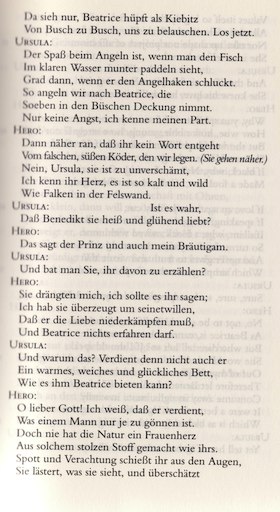 Da sieh nur, Beatrice hüpft als Kiebitz
Von Busch zu Busch, uns zu belauschen. Los jetzt.
URSULA:
Der Spaß beim Angeln ist, wenn man den Fisch
Im klaren Wasser munter paddeln sieht,
Grad dann, wenn er den Angelhaken schluckt.
So angeln wir nach Beatrice, die
Soeben in den Büschen Deckung nimmt.
Nur keine Angst, ich kenne meinen Part.
HERO:
Dann näher ran, daß ihr kein Wort entgeht
Vom falschen, süßen Köder, den wir legen. (Sie gehen näher.)
Nein, Ursula, sie ist zu unverschämt,
Ich kenn ihr Herz, es ist so kalt und wild
Wie Falken in der Felswand.
URSULA: Ist es wahr,
Daß Benedikt sie heiß und glühend liebt?
HERO:
Das sagt der Prinz und auch mein Bräutigam.
URSULA:
Und bat man Sie, ihr davon zu erzählen?
HERO:
Sie drängten mich, ich sollte es ihr sagen;
Ich hab sie überzeugt um seinetwillen,
Daß er die Liebe niederkämpfen muß,
Und Beatrice nichts erfahren darf.
URSULA:
Und warum das? Verdient denn nicht auch er
Ein warmes, weiches und glückliches Bett,
Wie es ihm Beatrice bieten kann?
HERO:
O lieber Gott! Ich weiß, daß er verdient,
Was einem Mann nur je zu gönnen ist.
Doch nie hat die Natur ein Frauenherz
Aus solchem stolzen Stoff gemacht wie ihrs.
Spott und Verachtung schießt ihr aus den Augen,
Sie lästert, was sie sieht, und überschätzt